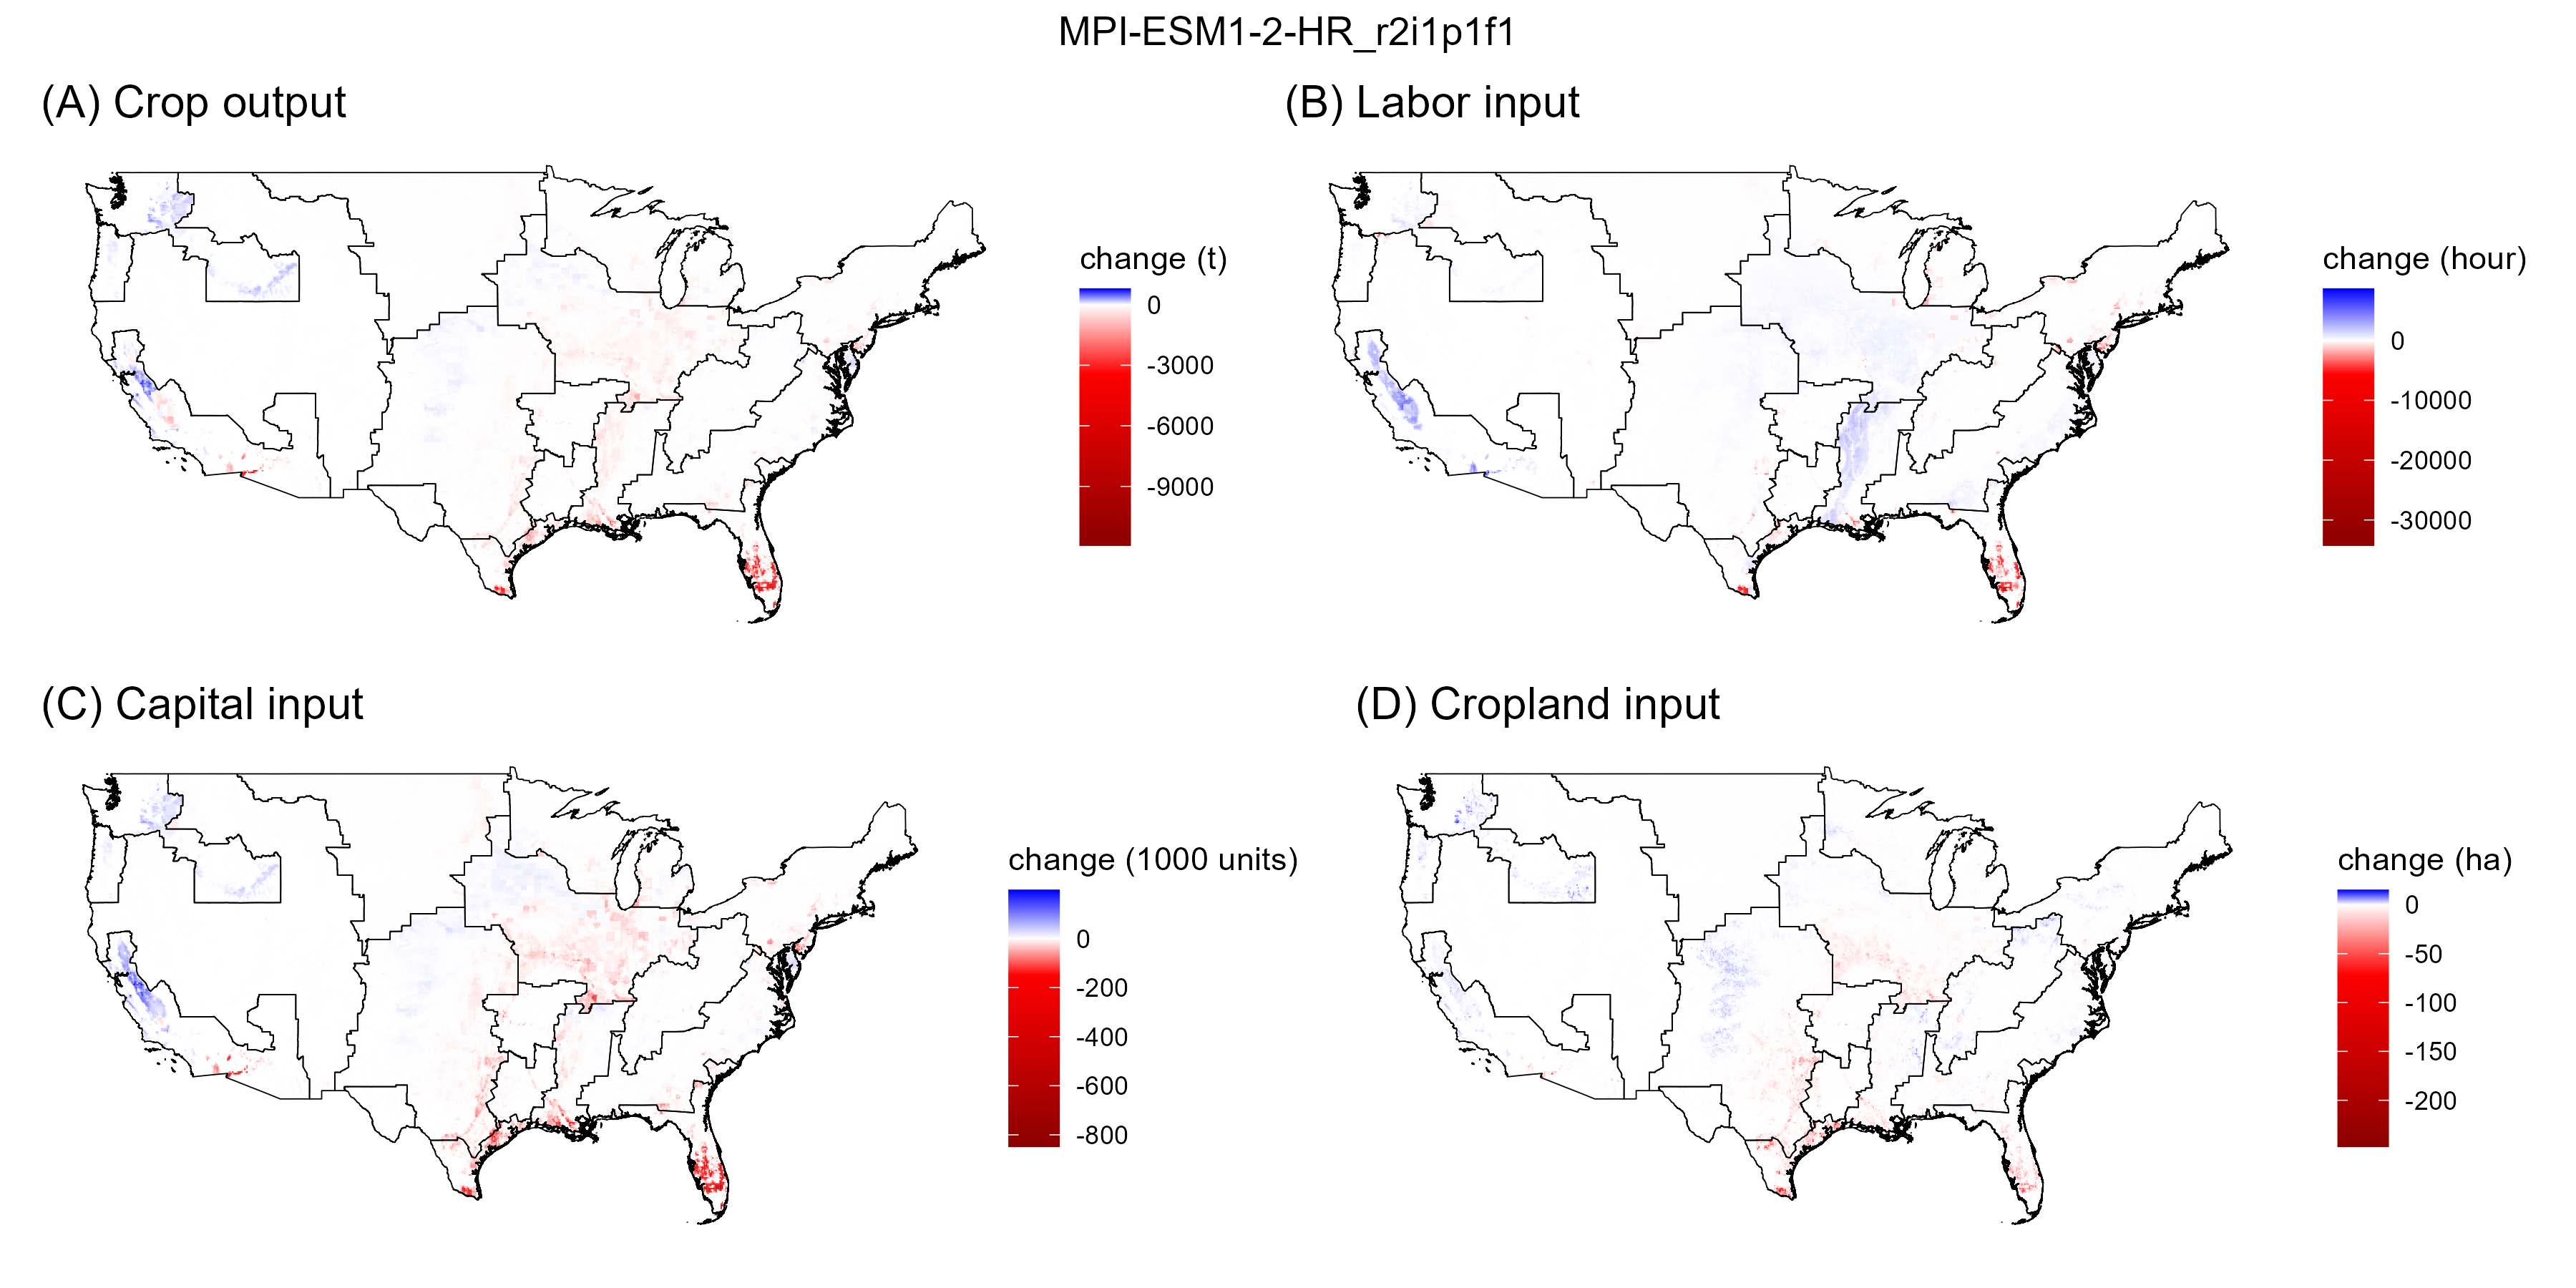 MPI-ESM1-2-HR_r2i1p1f1
(A) Crop output
change (t)
0
-3000
-6000
-9000
(B) Labor input
change (hour)
0
-10000
-20000
-30000
(C) Capital input
change (1000 units)
0
-200
-400
-600
-800
(D) Cropland input
change (ha)
0
-50
-100
-150
-200